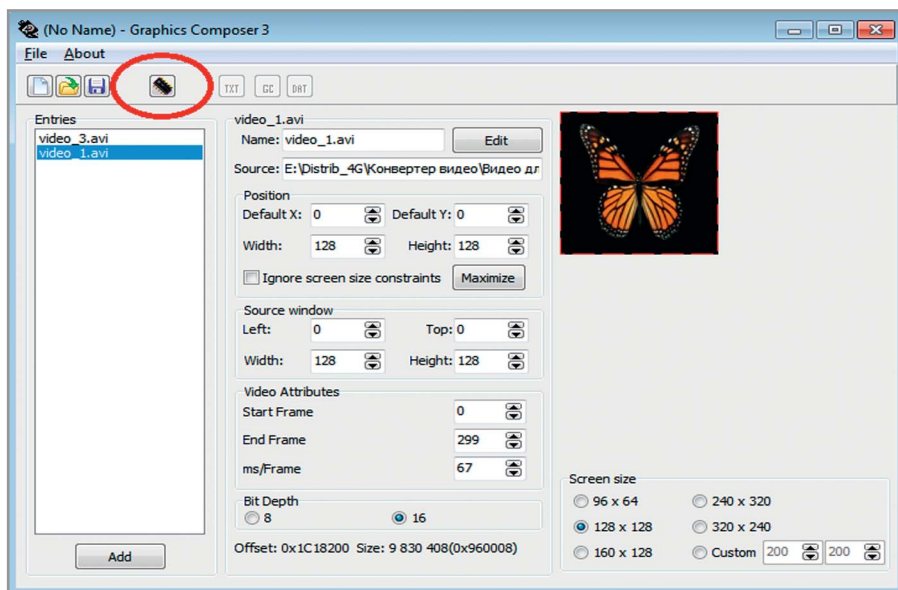 (No Name) - Graphics Composer 3
File About
TXT GC DAT
Entries
video_3.avi
video_1.avi
Add
video_1.avi
Name: video_1.avi Edit
Source: E:\Distrib_4G\Конвертер видео\Видео дл
Position
Default X: 0 Default Y: 0
Width: 128 Height: 128
Ignore screen size constraints Maximize
Source window
Left: 0 Top: 0
Width: 128 Height: 128
Video Attributes
Start Frame 0
End Frame 299
ms/Frame 67
Bit Depth
8 16
Offset: 0x1C18200 Size: 9 830 408(0x960008)
Screen size
96 x 64 240 x 320
128 x 128 320 x 240
160 x 128 Custom 200 200